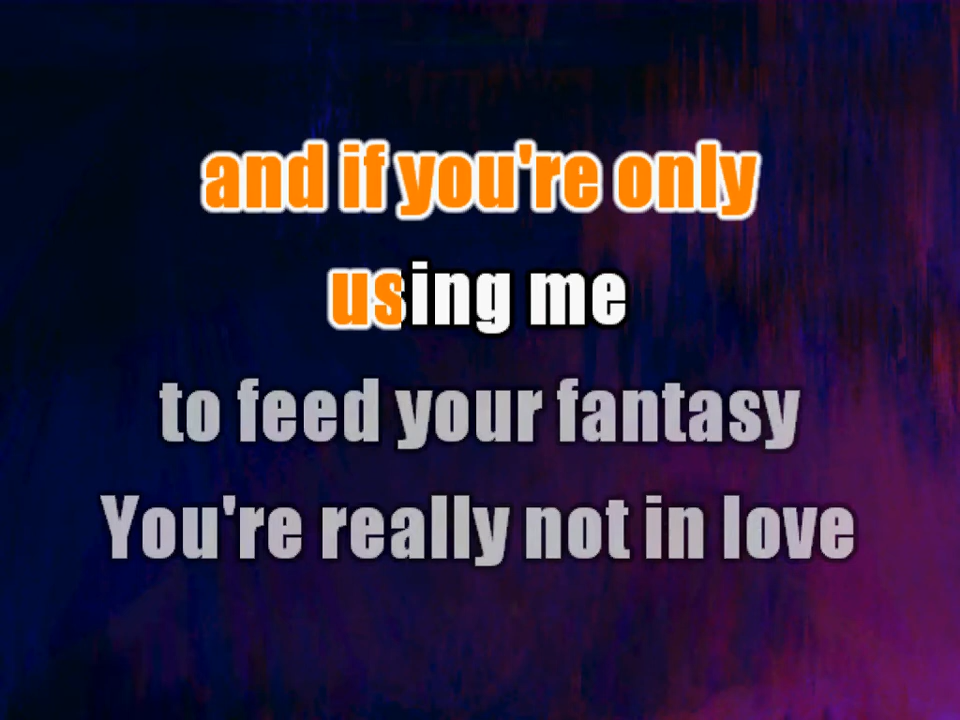 and if you're only
using me
to feed your fantasy
You're really not in love